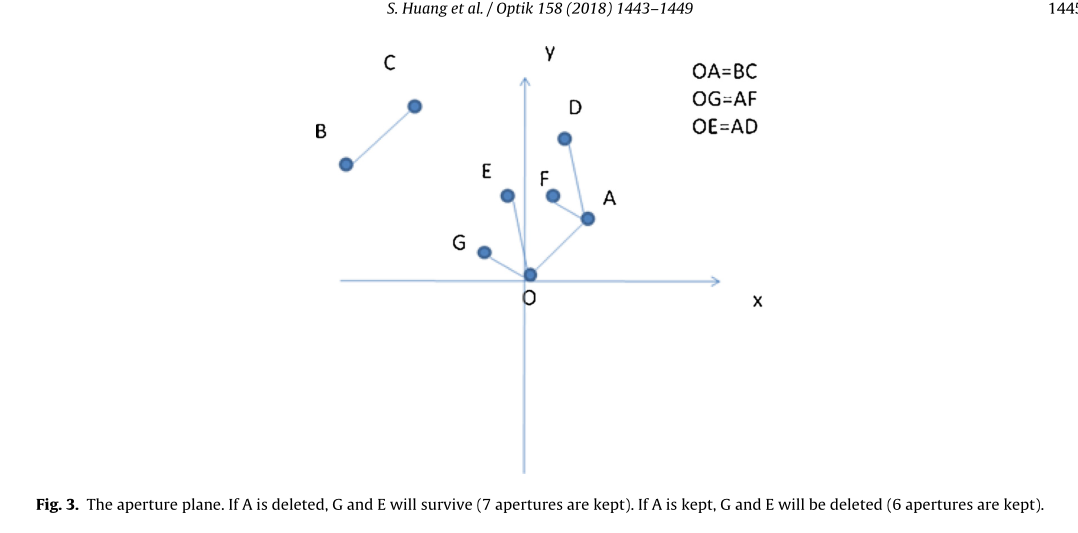 S. Huang et al. / Optik 158 (2018) 1443–1449
1445
y
C
OA=BC
OG=AF
D
OE=AD
B
E
F
A
G
O
x
Fig. 3. The aperture plane. If A is deleted, G and E will survive (7 apertures are kept). If A is kept, G and E will be deleted (6 apertures are kept).